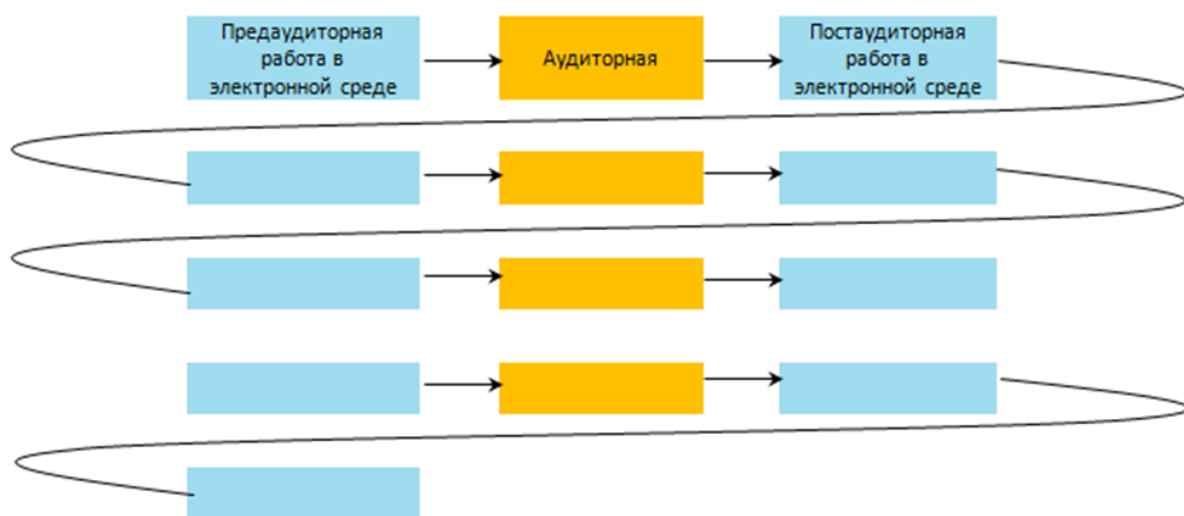 Предаудиторная
работа в
электронной среде
Аудиторная
Постаудиторная
работа в
электронной среде